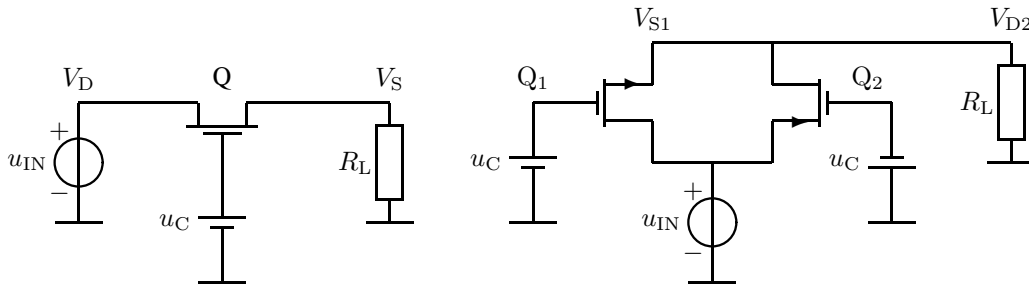 V_D Q V_S
+
u_IN
−
R_L
u_C
V_S1 V_D2
Q_1 Q_2
R_L
u_C u_C
+
u_IN
−